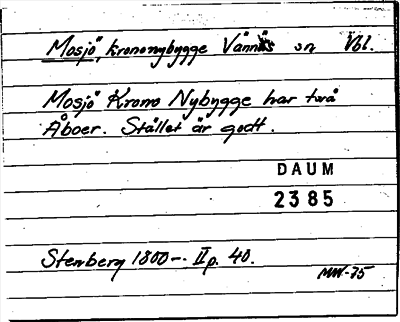 Mosjö, krononybygge Vännäs sn Vbl.
Mosjö Krono Nybygge har två
Åboer. Stället är godt.
DAUM
2385
Stenberg 1800-. II p. 40.
MW-75